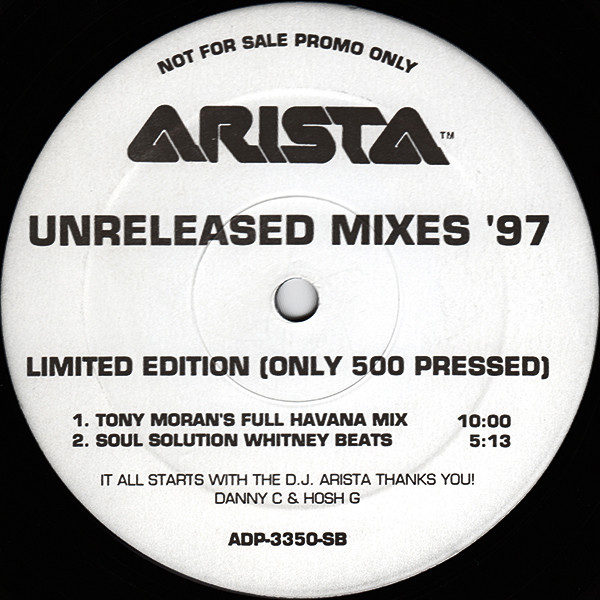 NOT FOR SALE PROMO ONLY
ARISTA™
UNRELEASED MIXES '97
LIMITED EDITION (ONLY 500 PRESSED)
1. TONY MORAN'S FULL HAVANA MIX 10:00
2. SOUL SOLUTION WHITNEY BEATS 5:13
IT ALL STARTS WITH THE D.J. ARISTA THANKS YOU!
DANNY C & HOSH G
ADP-3350-SB